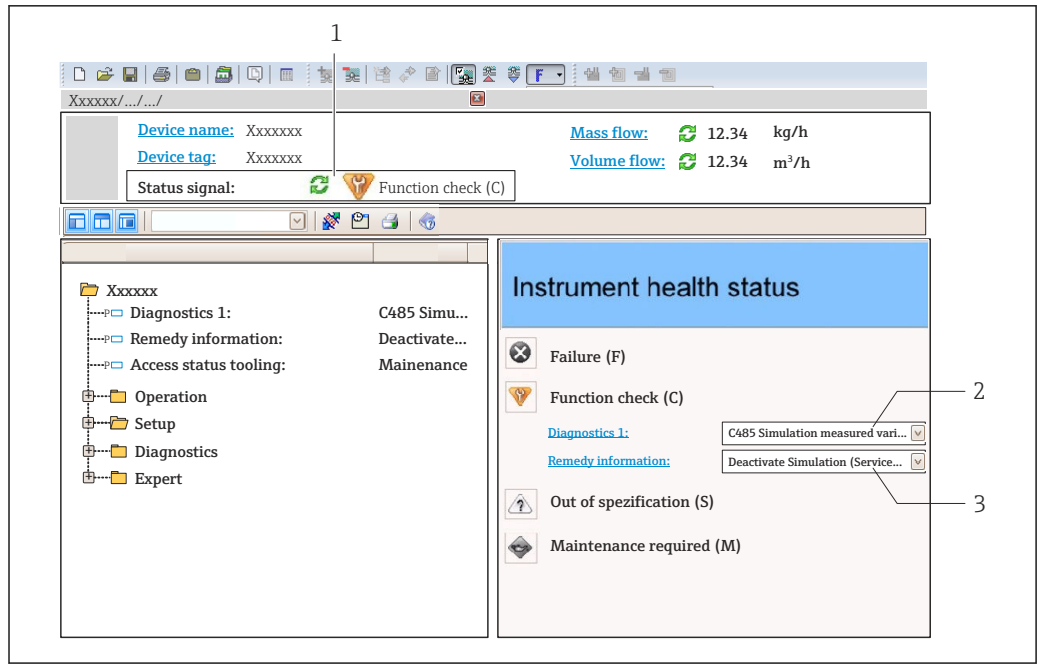 1
F
Xxxxxx/.../.../
Device name: Xxxxxxx
Mass flow: 12.34 kg/h
Device tag: Xxxxxxx
Volume flow: 12.34 m³/h
Status signal: Function check (C)
Xxxxxx
Diagnostics 1: C485 Simu...
Remedy information: Deactivate...
Access status tooling: Mainenance
Operation
Setup
Diagnostics
Expert
Instrument health status
Failure (F)
Function check (C)
2
Diagnostics 1: C485 Simulation measured vari...
Remedy information: Deactivate Simulation (Service...
3
Out of spezification (S)
Maintenance required (M)